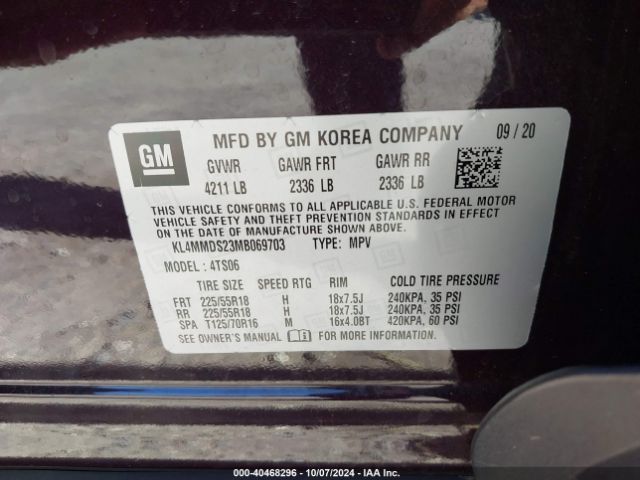 GM
MFD BY GM KOREA COMPANY 09 / 20
GVWR GAWR FRT GAWR RR
4211 LB 2336 LB 2336 LB
THIS VEHICLE CONFORMS TO ALL APPLICABLE U.S. FEDERAL MOTOR
VEHICLE SAFETY AND THEFT PREVENTION STANDARDS IN EFFECT
ON THE DATE OF MANUFACTURE SHOWN ABOVE.
KL4MMDS23MB069703 TYPE: MPV
MODEL : 4TS06
TIRE SIZE SPEED RTG RIM COLD TIRE PRESSURE
FRT 225/55R18 H 18x7.5J 240KPA, 35 PSI
RR 225/55R18 H 18x7.5J 240KPA, 35 PSI
SPA T125/70R16 M 16x4.0BT 420KPA, 60 PSI
SEE OWNER'S MANUAL FOR MORE INFORMATION.
000-40468296 - 10/07/2024 - IAA Inc.